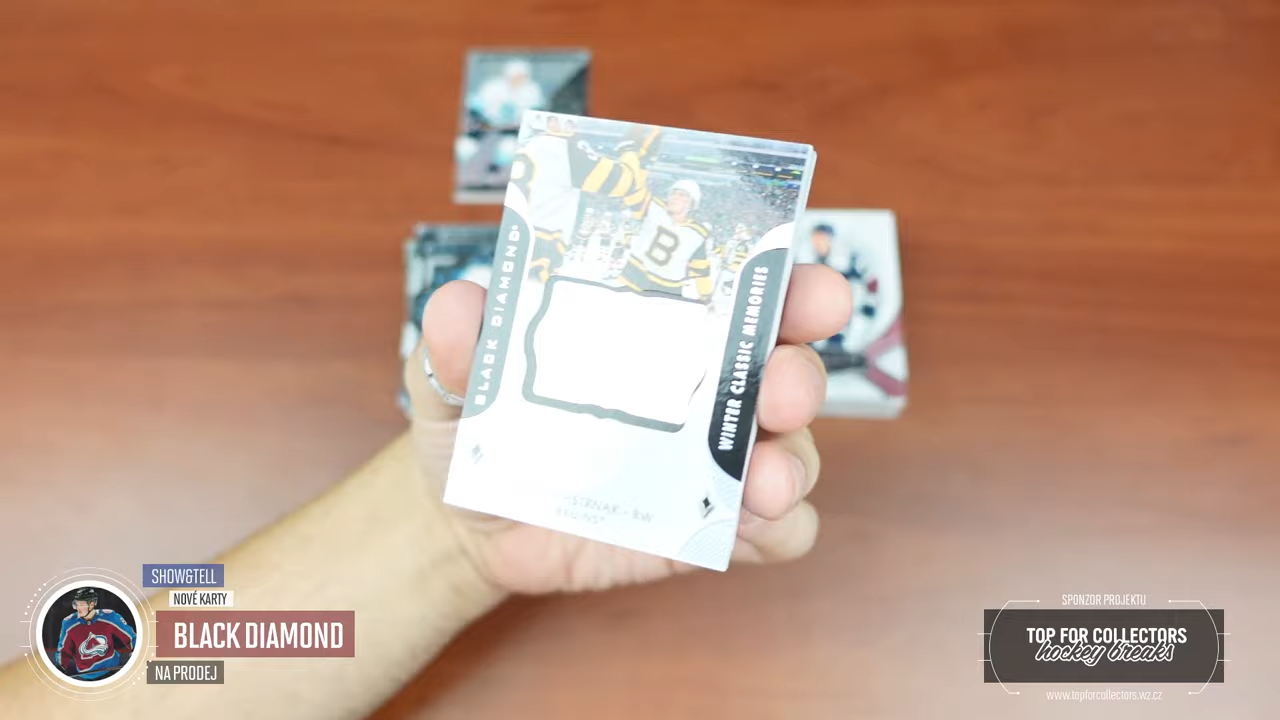 B
BLACK DIAMOND
WINTER CLASSIC MEMORIES
RW
SHOW&TELL
NOVÉ KARTY
BLACK DIAMOND
NA PRODEJ
SPONZOR PROJEKTU
TOP FOR COLLECTORS
hockey breaks
www.topforcollectors.wz.cz